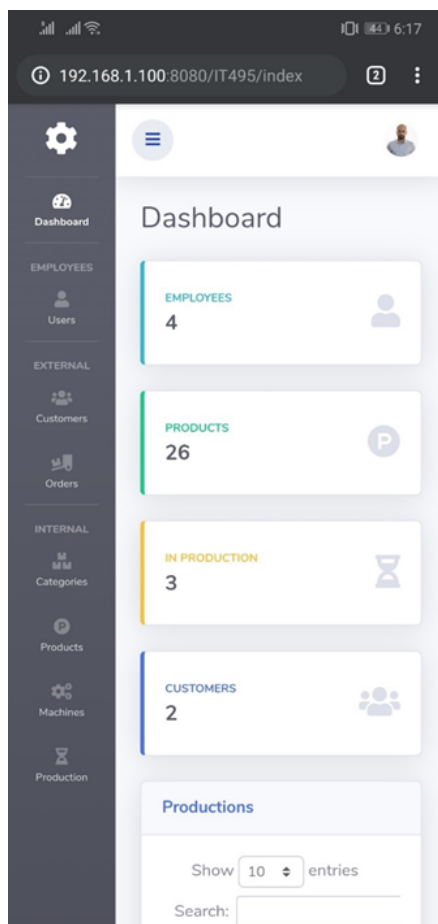 44 6:17
192.168.1.100:8080/IT495/index
2
Dashboard
EMPLOYEES
Users
EXTERNAL
Customers
Orders
INTERNAL
Categories
P
Products
Machines
Production
Dashboard
EMPLOYEES
4
PRODUCTS
26
P
IN PRODUCTION
3
CUSTOMERS
2
Productions
Show 10 entries
Search: